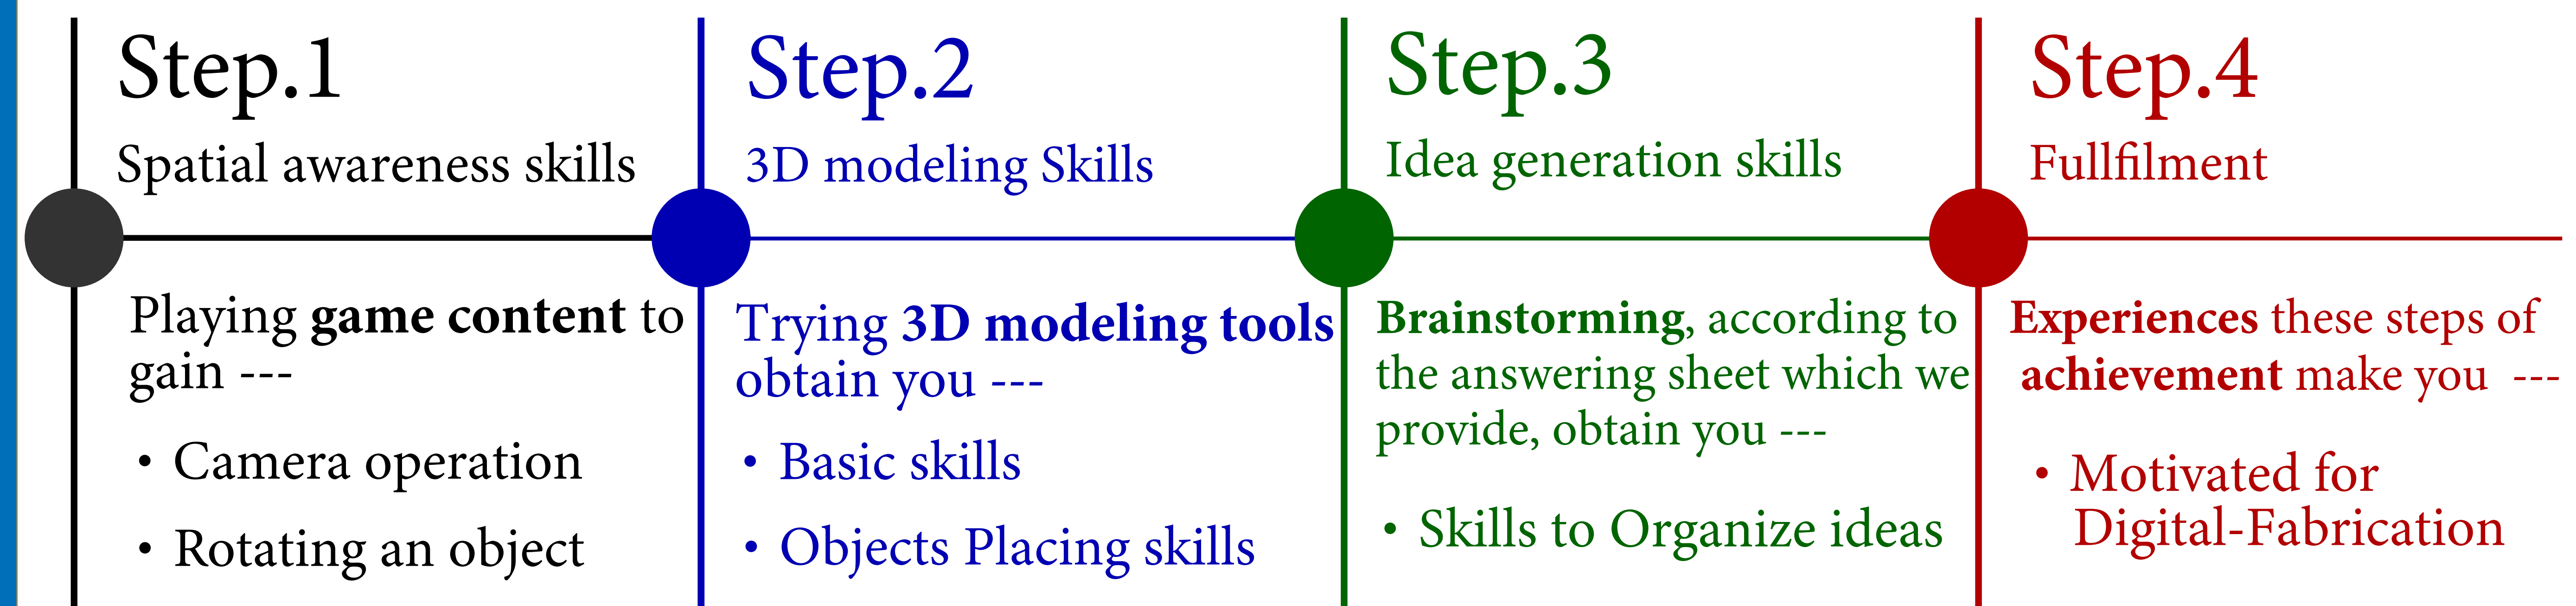 Step.1
Spatial awareness skills
Playing game content to
gain ---
・Camera operation
・Rotating an object
Step.2
3D modeling Skills
Trying 3D modeling tools
obtain you ---
・Basic skills
・Objects Placing skills
Step.3
Idea generation skills
Brainstorming, according to
the answering sheet which we
provide, obtain you ---
・Skills to Organize ideas
Step.4
Fullfilment
Experiences these steps of
achievement make you ---
・Motivated for
Digital-Fabrication